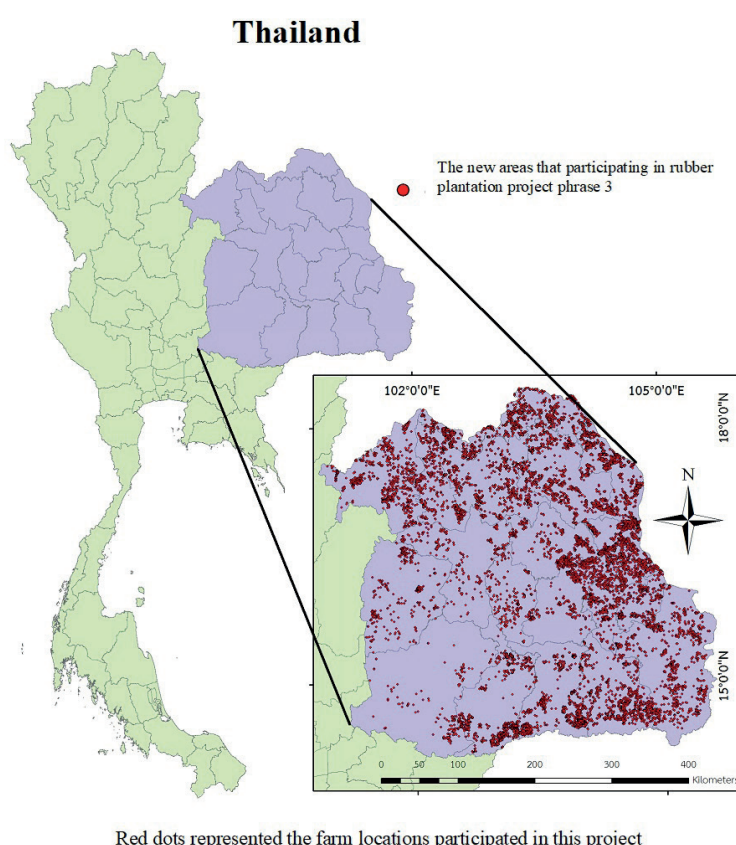 Thailand
The new areas that participating in rubber
plantation project phrase 3
102°0'0"E
105°0'0"E
18°0'0"N
N
15°0'0"N
0 50 100 200 300 400
Kilometers
Red dots represented the farm locations participated in this project